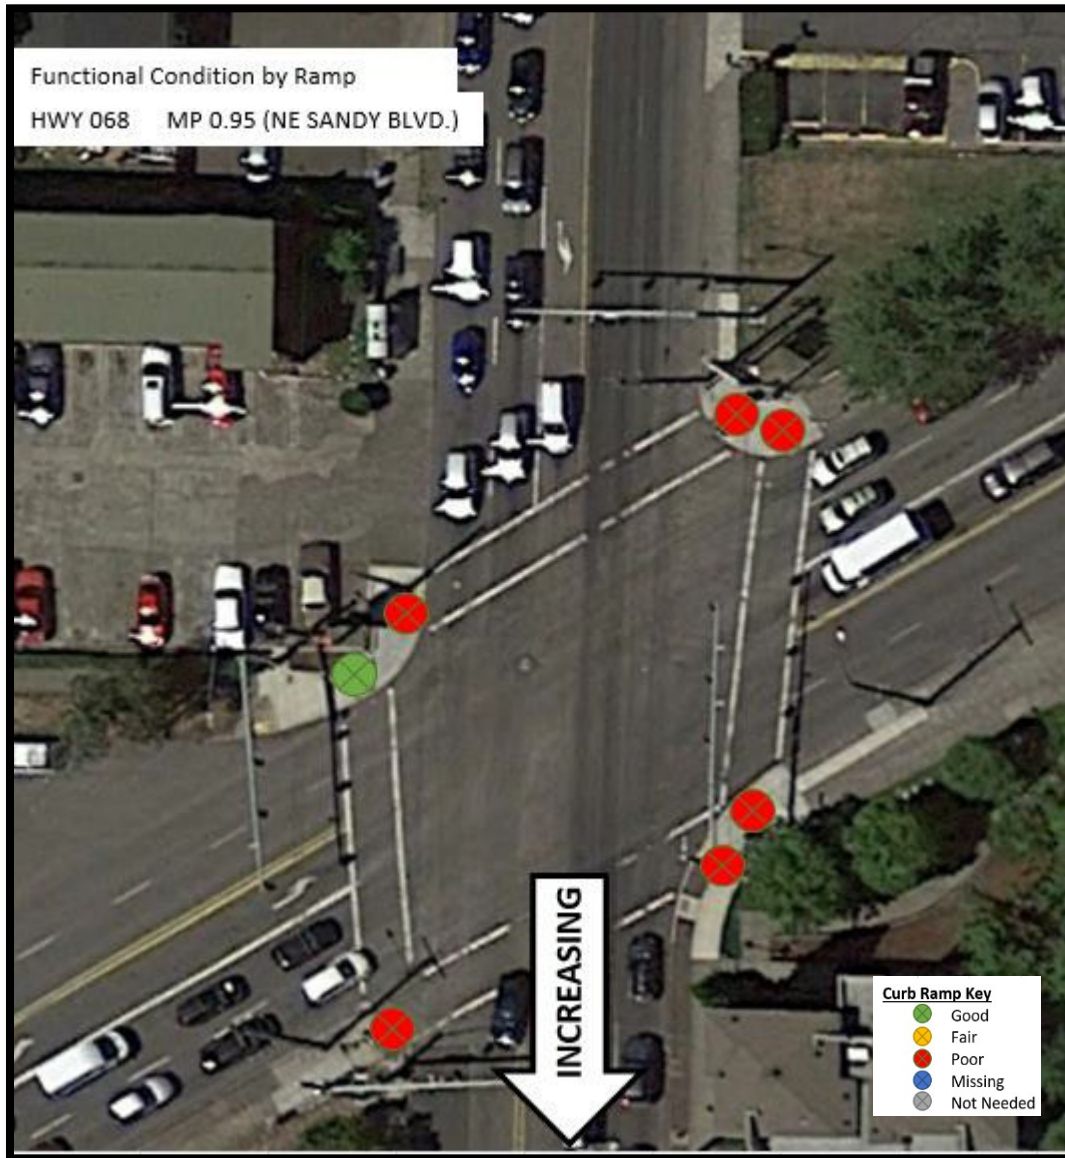 Functional Condition by Ramp
HWY 068 MP 0.95 (NE SANDY BLVD.)
INCREASING
Curb Ramp Key
Good
Fair
Poor
Missing
Not Needed